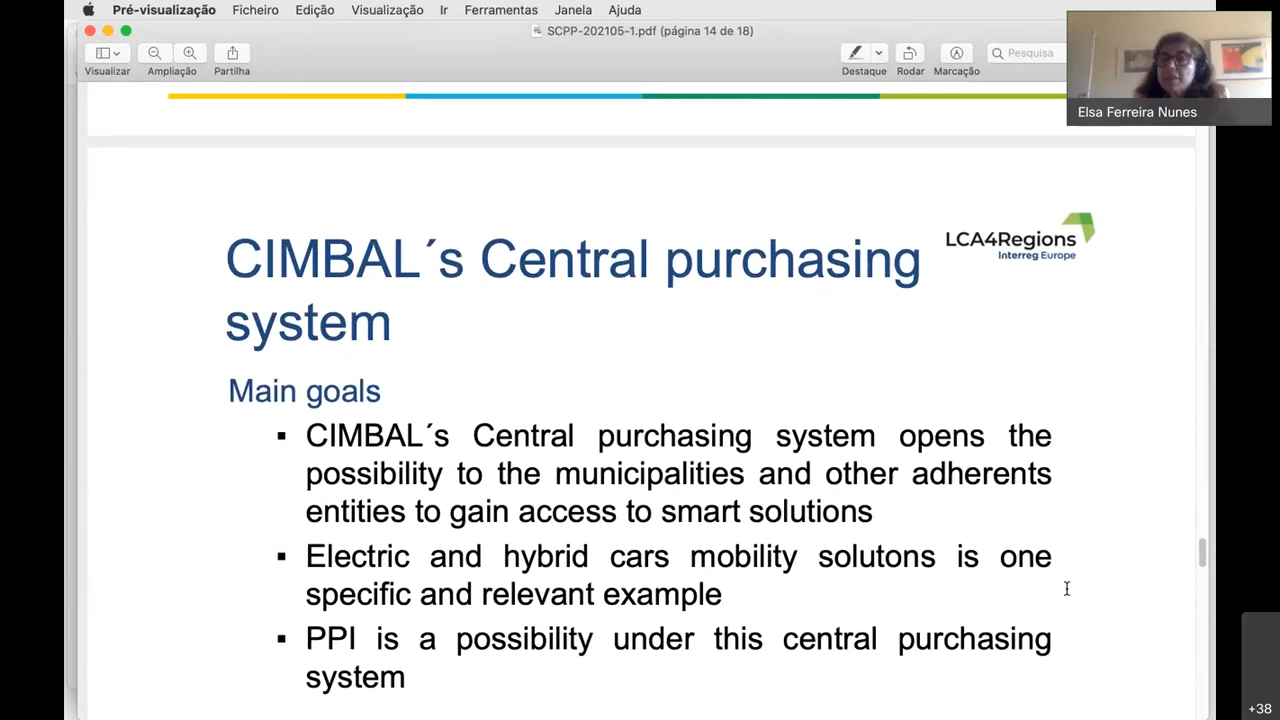 Pré-visualização Ficheiro Edição Visualização Ir Ferramentas Janela Ajuda
SCPP-202105-1.pdf (página 14 de 18)
Pesquisa
Visualizar Ampliação Partilha Destaque Rodar Marcação
Elsa Ferreira Nunes
LCA4Regions
Interreg Europe
CIMBAL´s Central purchasing
system
Main goals
▪ CIMBAL´s Central purchasing system opens the
possibility to the municipalities and other adherents
entities to gain access to smart solutions
▪ Electric and hybrid cars mobility solutons is one
specific and relevant example
▪ PPI is a possibility under this central purchasing
system
+38